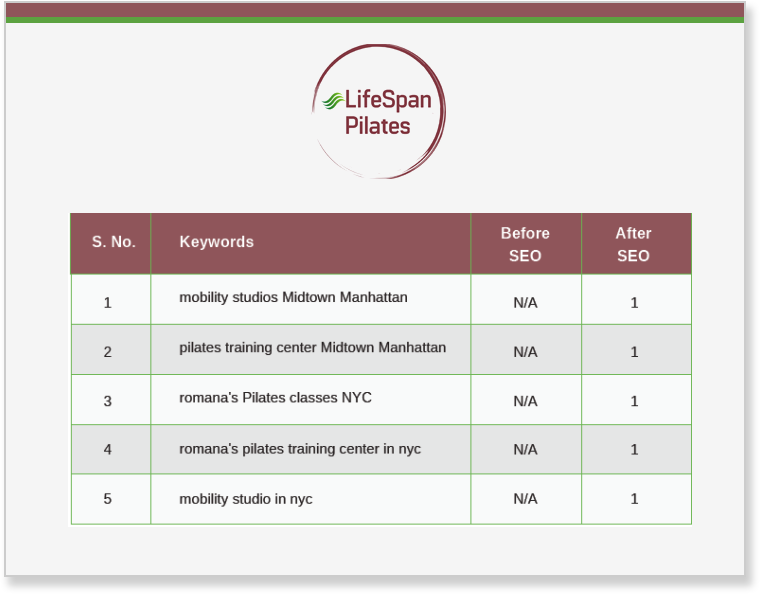 LifeSpan
Pilates
S. No. Keywords Before SEO After SEO
1 mobility studios Midtown Manhattan N/A 1
2 pilates training center Midtown Manhattan N/A 1
3 romana's Pilates classes NYC N/A 1
4 romana's pilates training center in nyc N/A 1
5 mobility studio in nyc N/A 1